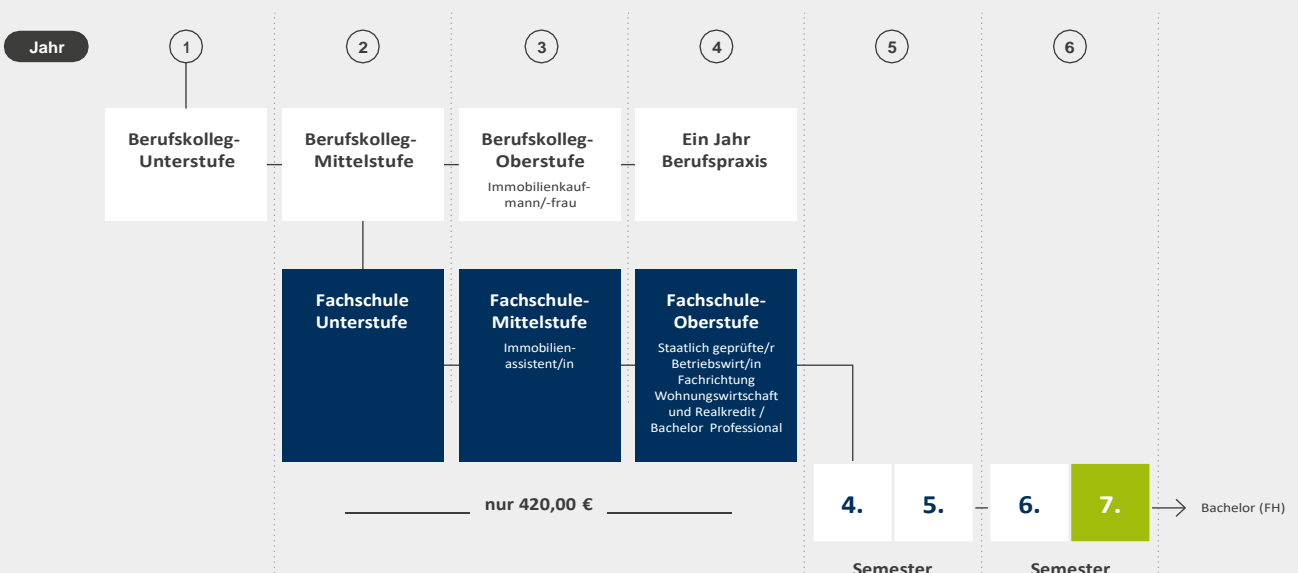 Jahr
1
2
3
4
5
6
Berufskolleg-
Unterstufe
Berufskolleg-
Mittelstufe
Berufskolleg-
Oberstufe
Immobilienkauf-
mann/-frau
Ein Jahr
Berufspraxis
Fachschule
Unterstufe
Fachschule-
Mittelstufe
Immobilien-
assistent/in
Fachschule-
Oberstufe
Staatlich geprüfte/r
Betriebswirt/in
Fachrichtung
Wohnungswirtschaft
und Realkredit /
Bachelor Professional
nur 420,00 €
4.
5.
6.
7.
Bachelor (FH)
Semester
Semester